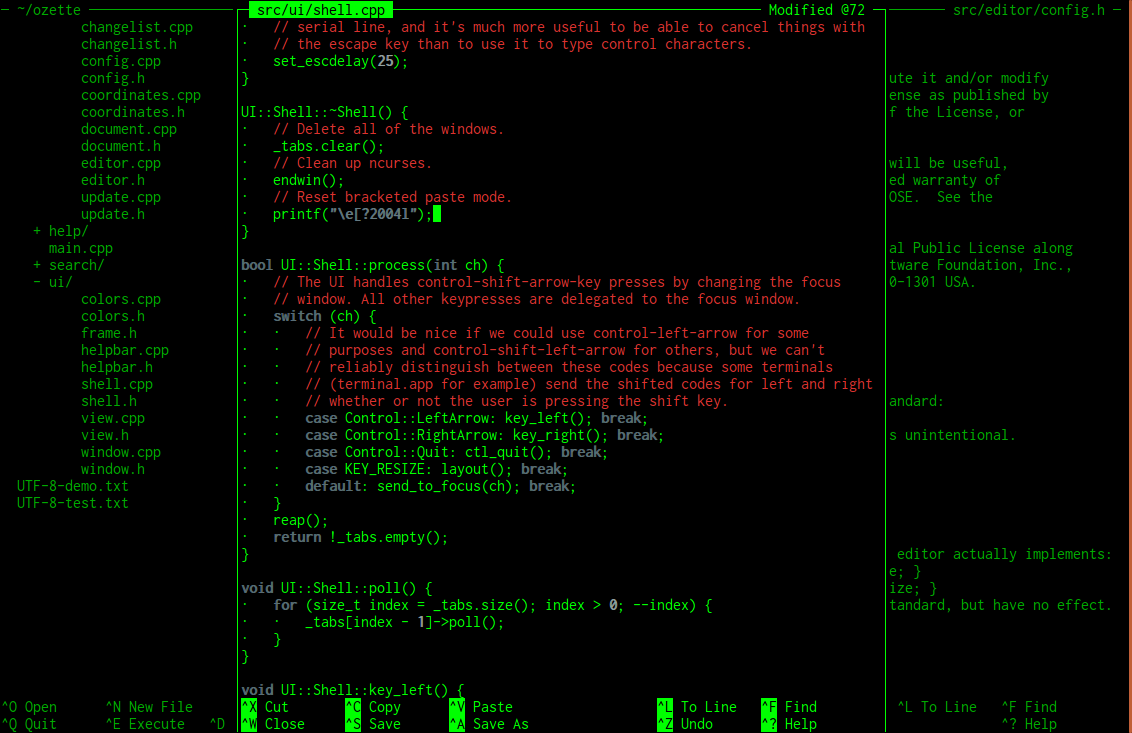 ~/ozette
changelist.cpp
changelist.h
config.cpp
config.h
coordinates.cpp
coordinates.h
document.cpp
document.h
editor.cpp
editor.h
update.cpp
update.h
+ help/
main.cpp
+ search/
- ui/
colors.cpp
colors.h
frame.h
helpbar.cpp
helpbar.h
shell.cpp
shell.h
view.cpp
view.h
window.cpp
window.h
UTF-8-demo.txt
UTF-8-test.txt
^O Open ^N New File
^Q Quit ^E Execute ^D
src/ui/shell.cpp Modified @72
· // serial line, and it's much more useful to be able to cancel things with
· // the escape key than to use it to type control characters.
· set_escdelay(25);
}
UI::Shell::~Shell() {
· // Delete all of the windows.
· _tabs.clear();
· // Clean up ncurses.
· endwin();
· // Reset bracketed paste mode.
· printf("\e[?2004l");
}
bool UI::Shell::process(int ch) {
· // The UI handles control-shift-arrow-key presses by changing the focus
· // window. All other keypresses are delegated to the focus window.
· switch (ch) {
· · // It would be nice if we could use control-left-arrow for some
· · // purposes and control-shift-left-arrow for others, but we can't
· · // reliably distinguish between these codes because some terminals
· · // (terminal.app for example) send the shifted codes for left and right
· · // whether or not the user is pressing the shift key.
· · case Control::LeftArrow: key_left(); break;
· · case Control::RightArrow: key_right(); break;
· · case Control::Quit: ctl_quit(); break;
· · case KEY_RESIZE: layout(); break;
· · default: send_to_focus(ch); break;
· }
· reap();
· return !_tabs.empty();
}
void UI::Shell::poll() {
· for (size_t index = _tabs.size(); index > 0; --index) {
· · _tabs[index - 1]->poll();
· }
}
void UI::Shell::key_left() {
^X Cut ^C Copy ^V Paste ^L To Line ^F Find
^W Close ^S Save ^A Save As ^Z Undo ^? Help
src/editor/config.h
ute it and/or modify
ense as published by
f the License, or
will be useful,
ed warranty of
OSE.  See the
al Public License along
tware Foundation, Inc.,
0-1301 USA.
andard:
s unintentional.
editor actually implements:
e; }
ize; }
tandard, but have no effect.
^L To Line ^F Find
^? Help